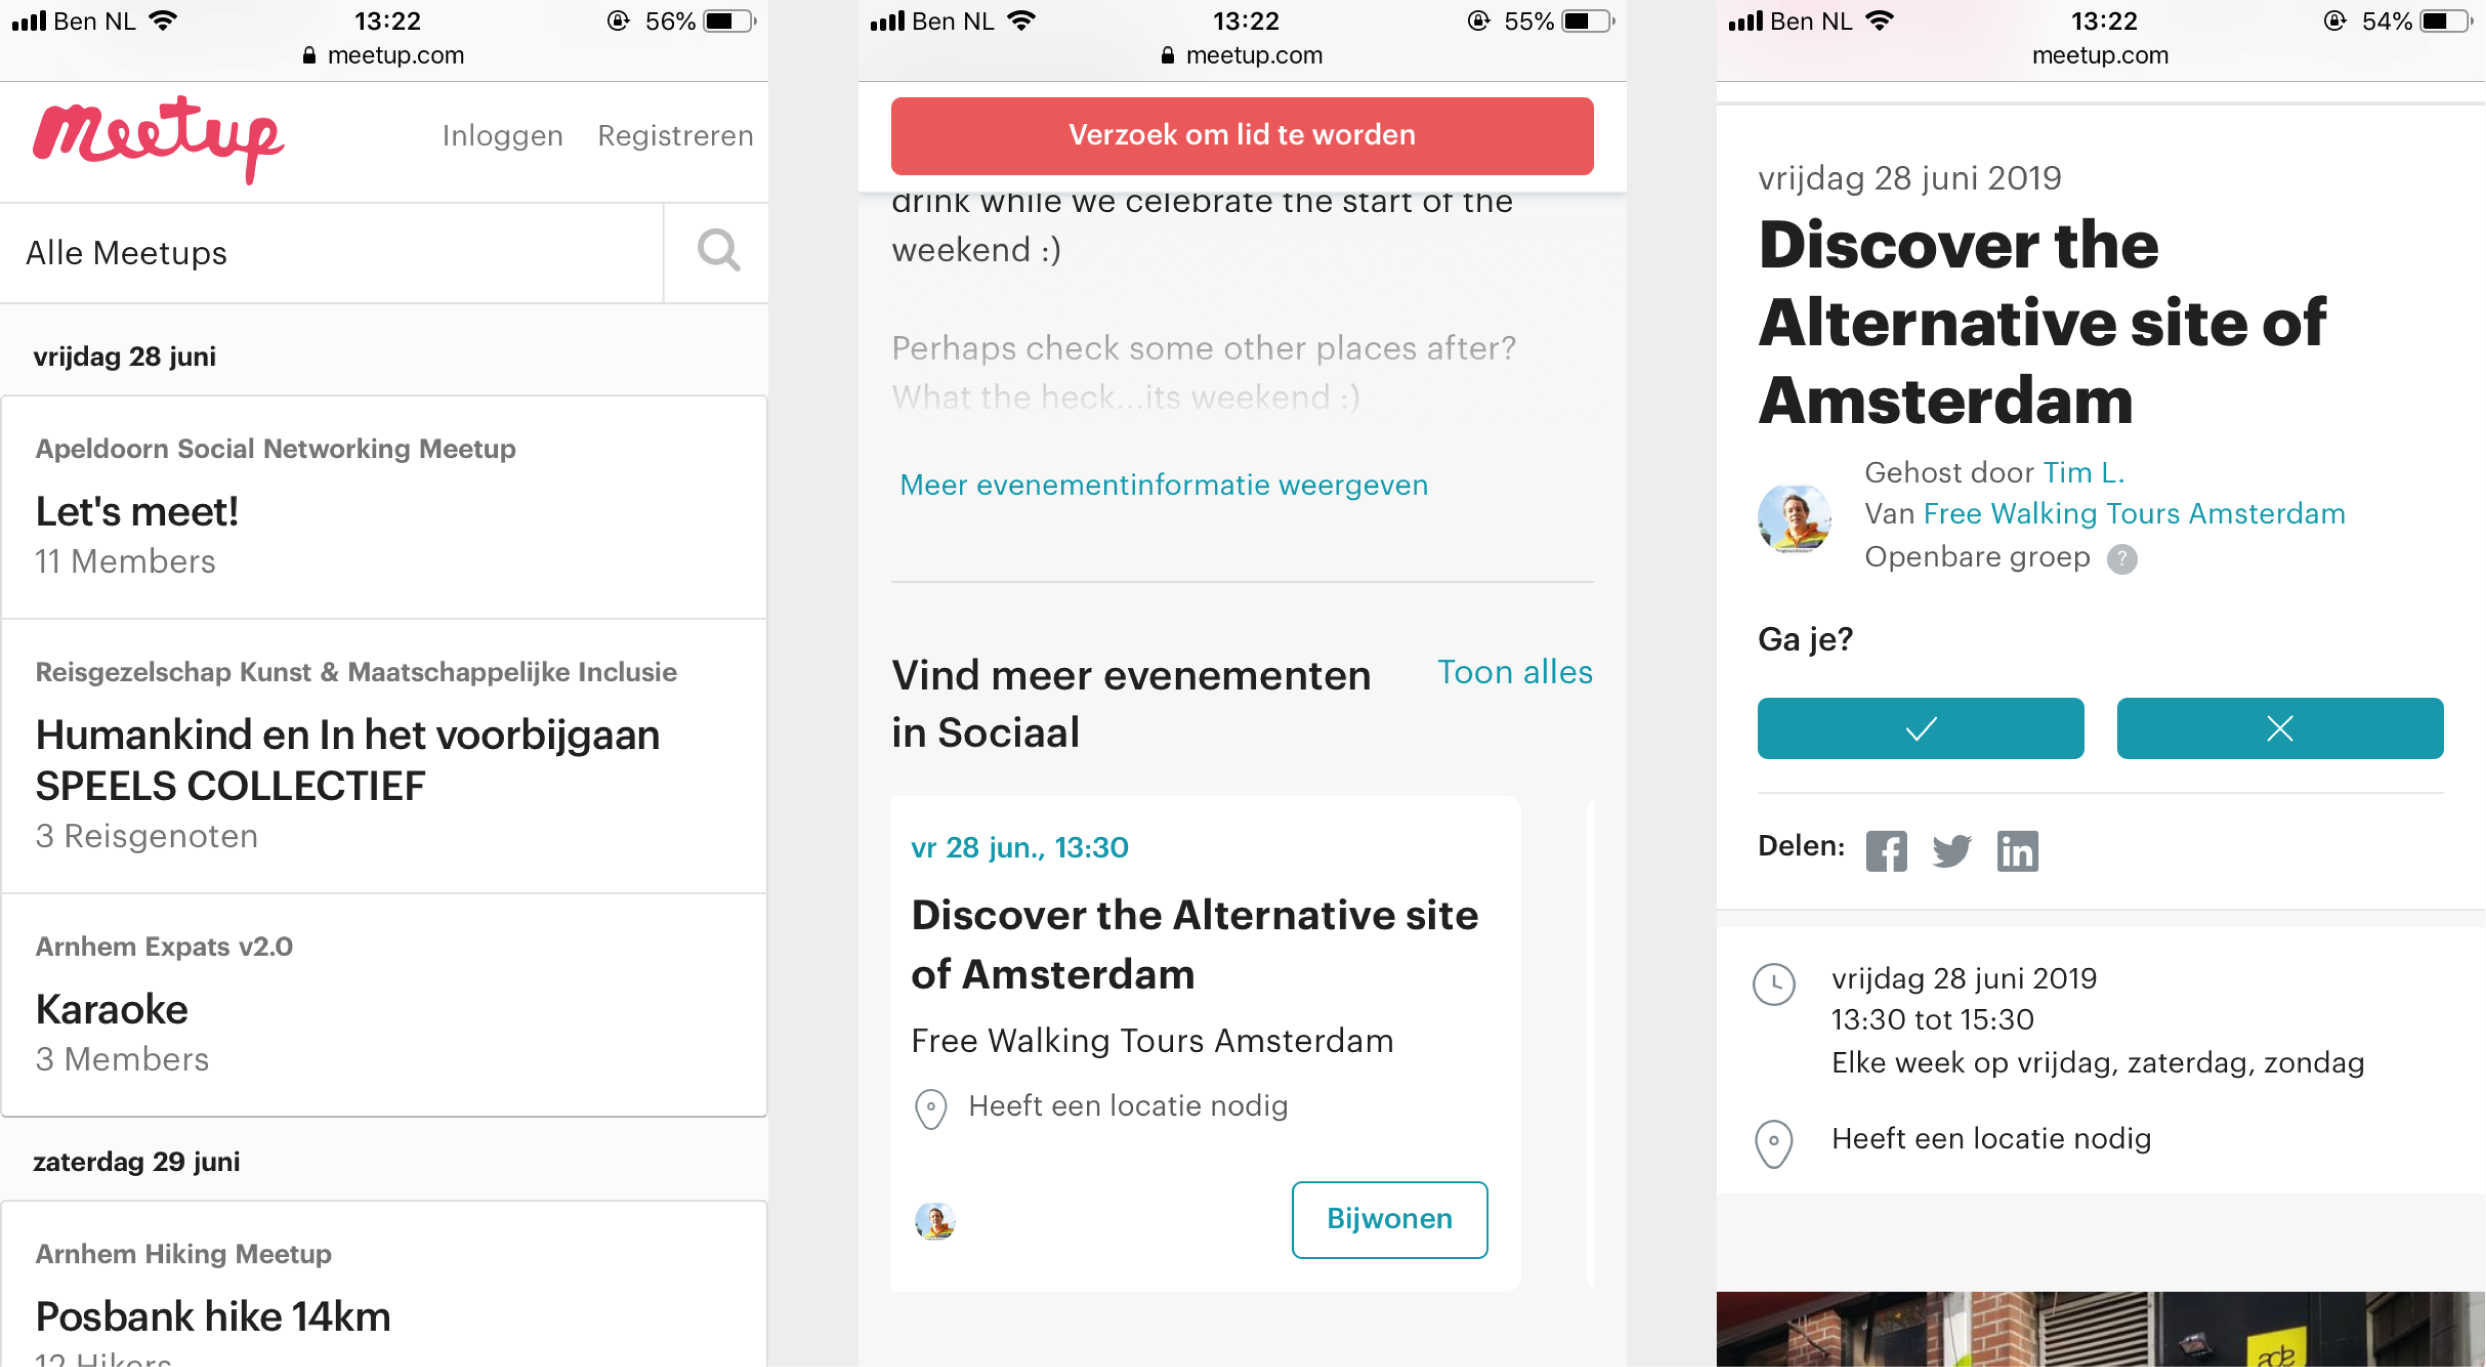 Ben NL 13:22 56%
meetup.com
meetup Inloggen Registreren
Alle Meetups
vrijdag 28 juni
Apeldoorn Social Networking Meetup
Let's meet!
11 Members
Reisgezelschap Kunst & Maatschappelijke Inclusie
Humankind en In het voorbijgaan
SPEELS COLLECTIEF
3 Reisgenoten
Arnhem Expats v2.0
Karaoke
3 Members
zaterdag 29 juni
Arnhem Hiking Meetup
Posbank hike 14km
12 Hikers
Ben NL 13:22 55%
meetup.com
Verzoek om lid te worden
drink while we celebrate the start of the
weekend :)
Perhaps check some other places after?
What the heck...its weekend :)
Meer evenementinformatie weergeven
Vind meer evenementen
in Sociaal
Toon alles
vr 28 jun., 13:30
Discover the Alternative site
of Amsterdam
Free Walking Tours Amsterdam
Heeft een locatie nodig
Bijwonen
Ben NL 13:22 54%
meetup.com
vrijdag 28 juni 2019
Discover the
Alternative site of
Amsterdam
Gehost door Tim L.
Van Free Walking Tours Amsterdam
Openbare groep ?
Ga je?
Delen:
vrijdag 28 juni 2019
13:30 tot 15:30
Elke week op vrijdag, zaterdag, zondag
Heeft een locatie nodig
ade